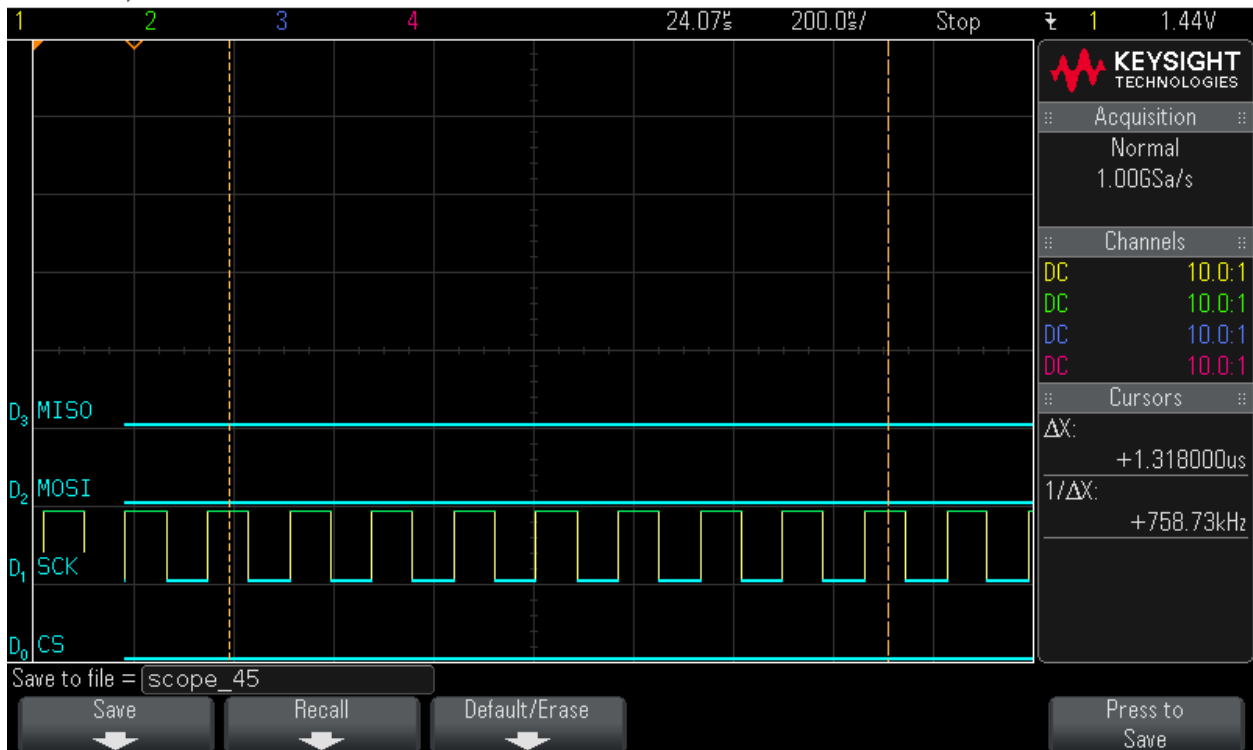 1 2 3 4 24.07µs 200.0ns/ Stop 1 1.44V
KEYSIGHT
TECHNOLOGIES
Acquisition
Normal
1.00GSa/s
Channels
DC 10.0:1
DC 10.0:1
DC 10.0:1
DC 10.0:1
Cursors
ΔX:
+1.318000us
1/ΔX:
+758.73kHz
D3 MISO
D2 MOSI
D1 SCK
D0 CS
Save to file = scope_45
Save Recall Default/Erase Press to
Save